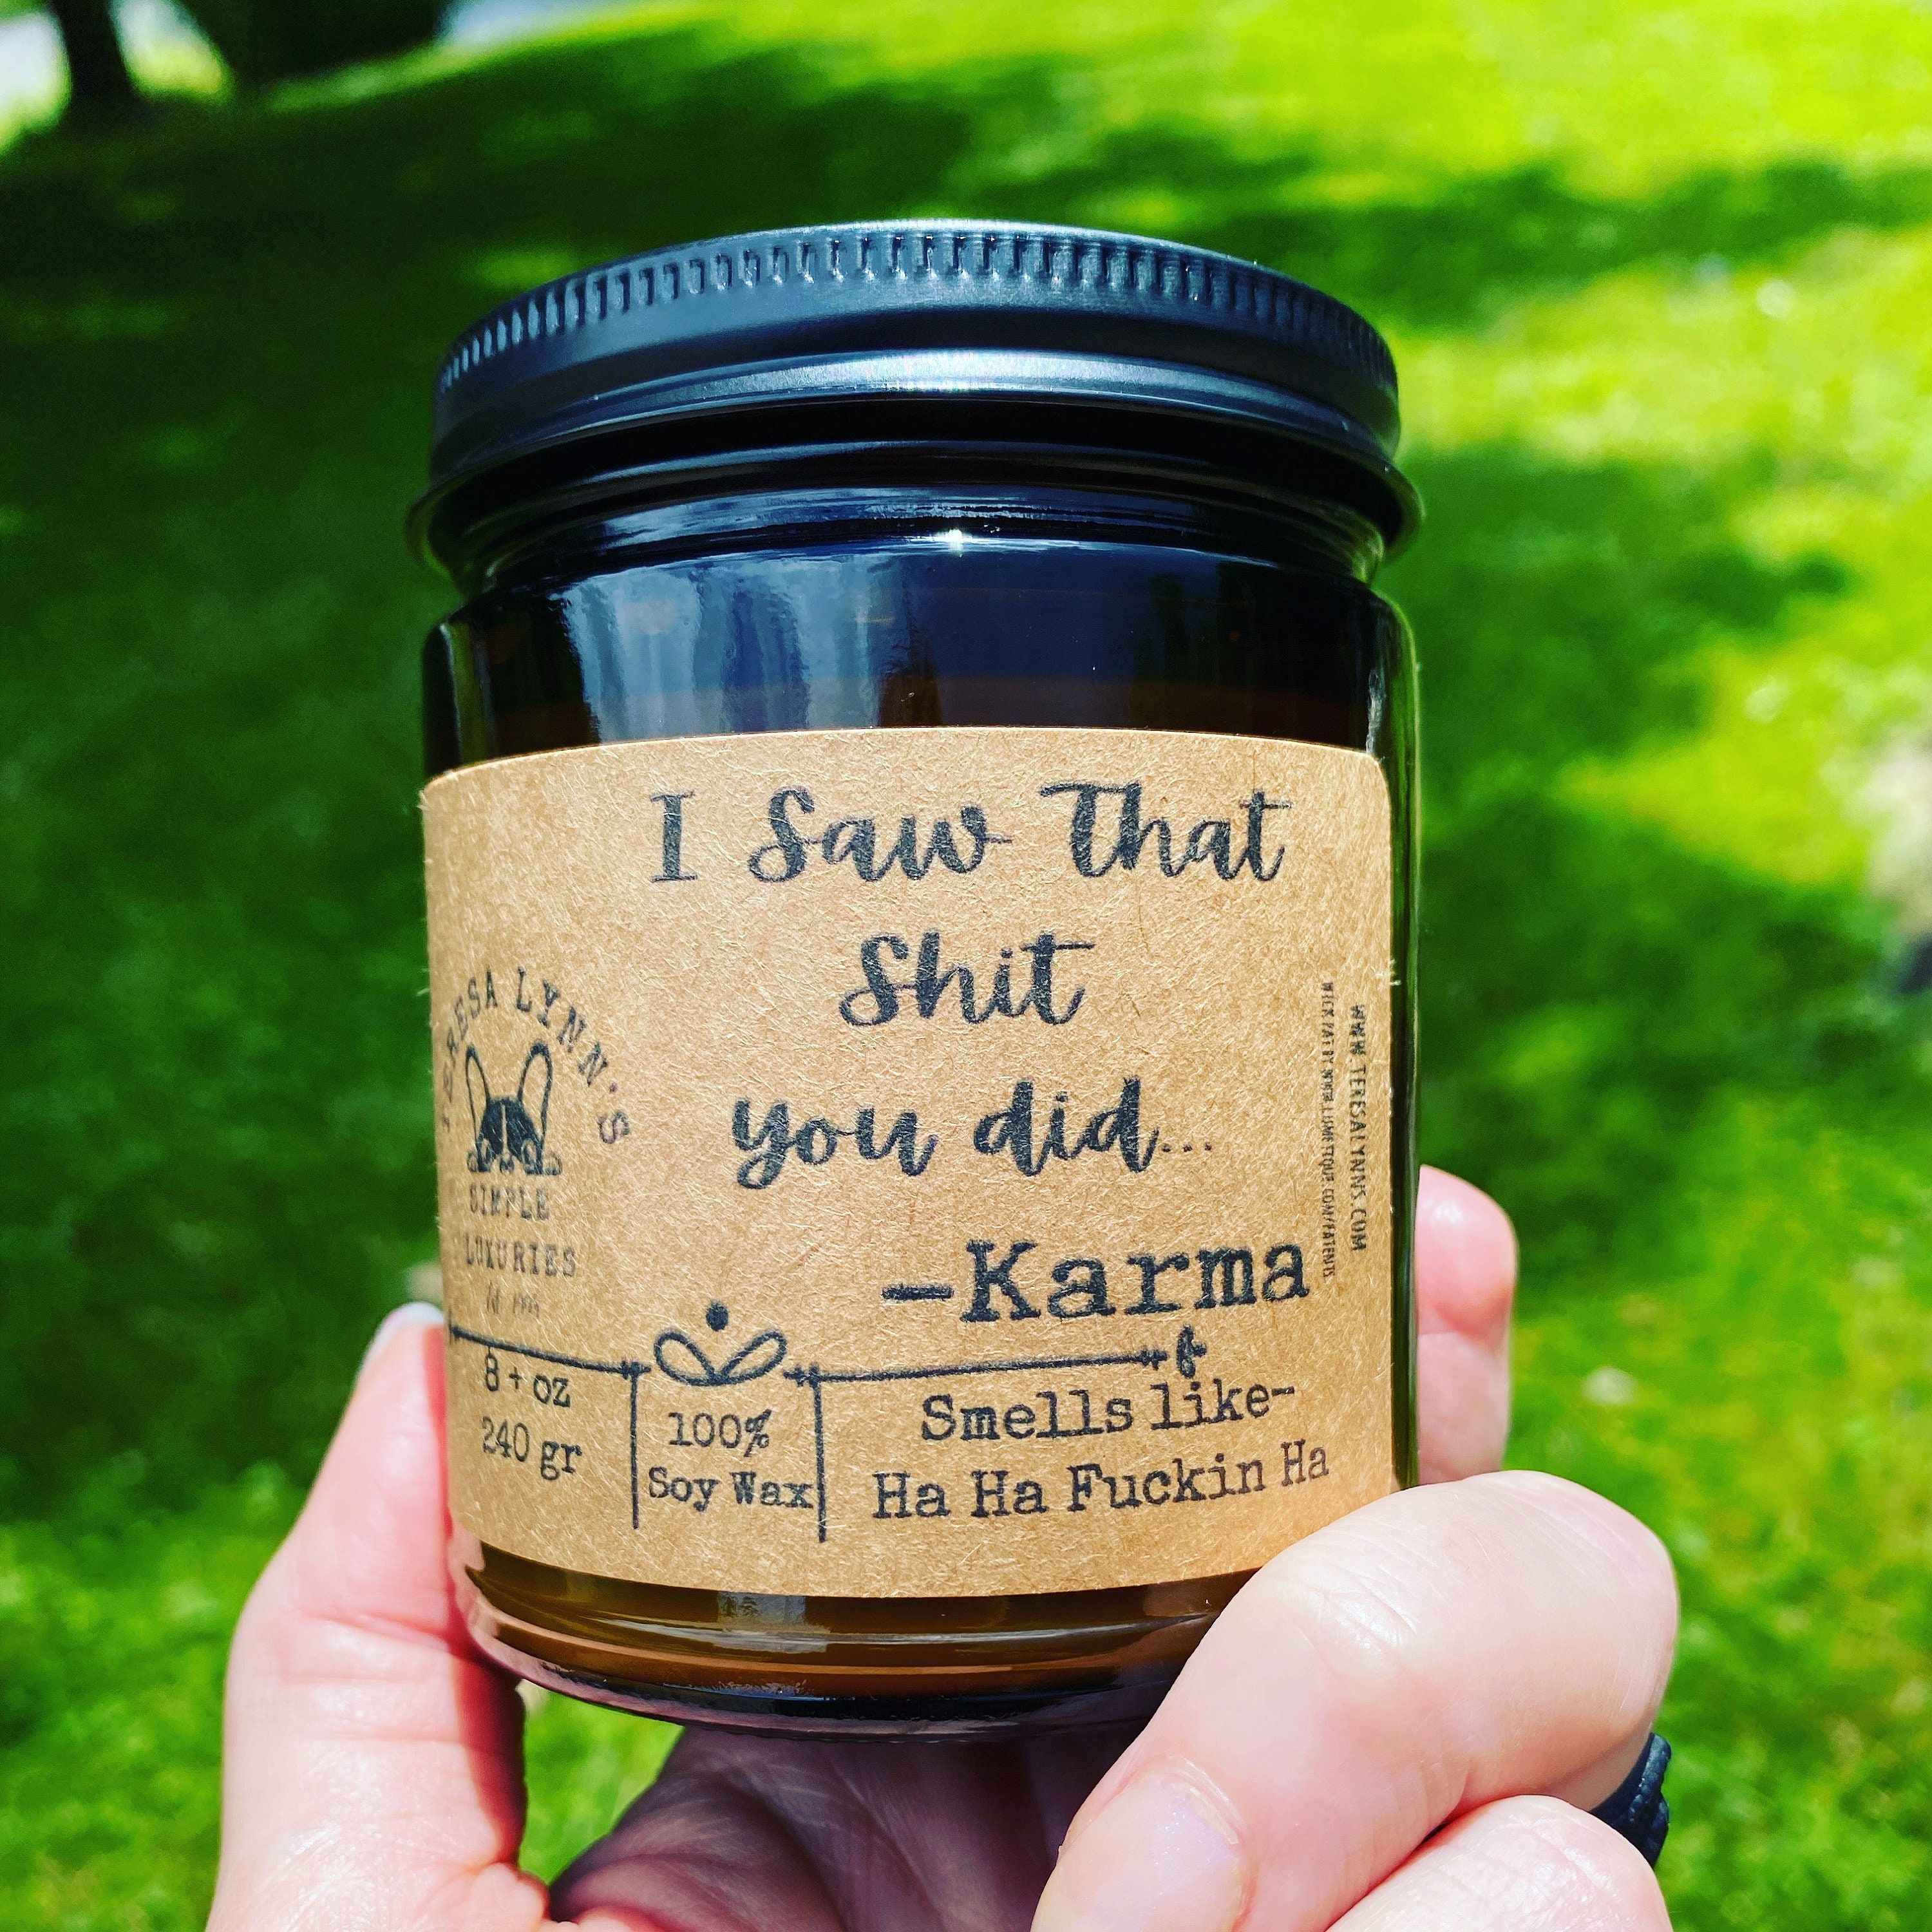 I Saw That
Shit
you did...
-Karma
TERESA LYNN'S
SIMPLE
LUXURIES
8+ oz
240 gr
100%
Soy Wax
Smells like-
Ha Ha Fuckin Ha
WWW.TERESALYNNS.COM